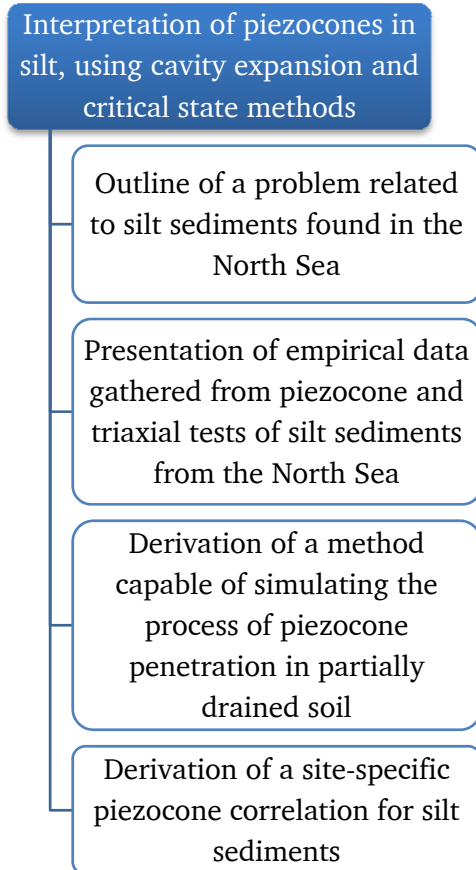 Interpretation of piezocones in
silt, using cavity expansion and
critical state methods
Outline of a problem related
to silt sediments found in the
North Sea
Presentation of empirical data
gathered from piezocone and
triaxial tests of silt sediments
from the North Sea
Derivation of a method
capable of simulating the
process of piezocone
penetration in partially
drained soil
Derivation of a site-specific
piezocone correlation for silt
sediments